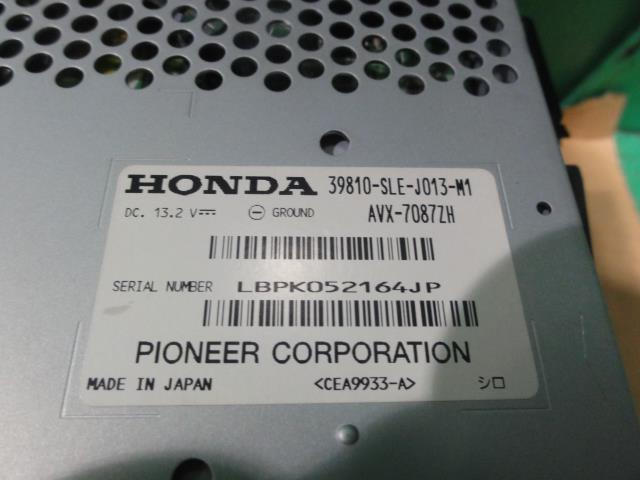 HONDA 39810-SLE-J013-M1
DC. 13.2 V⎓ ⊖ GROUND AVX-7087ZH
SERIAL NUMBER LBPK052164JP
PIONEER CORPORATION
MADE IN JAPAN <CEA9933-A> シロ